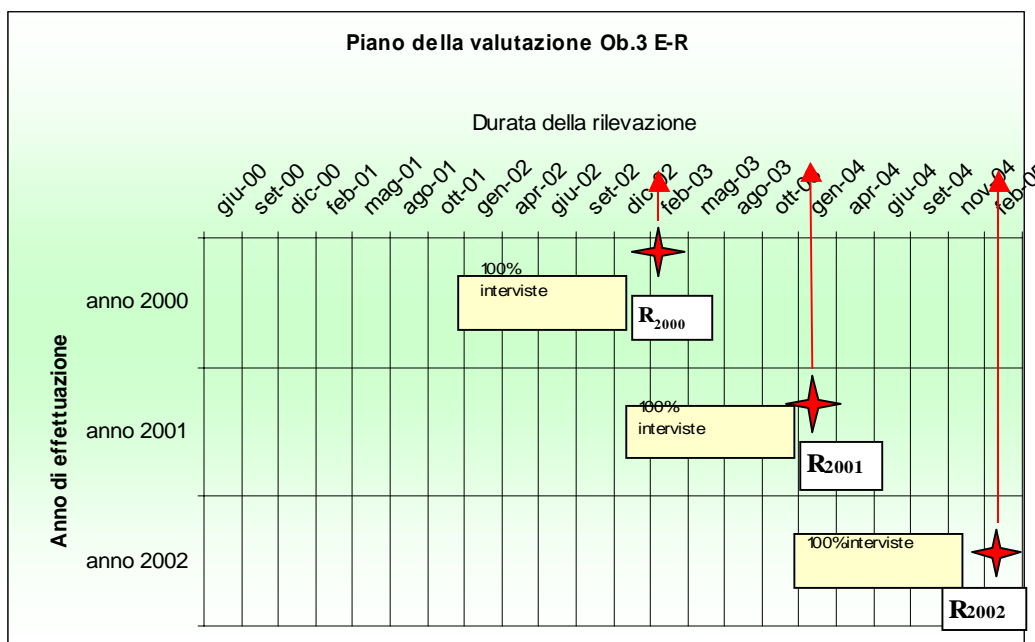 Piano della valutazione Ob.3 E-R
Durata della rilevazione
giu-00
set-00
dic-00
feb-01
mag-01
ago-01
ott-01
gen-02
apr-02
giu-02
set-02
dic-02
feb-03
mag-03
ago-03
gen-04
apr-04
giu-04
set-04
nov-04
Anno di effettuazione
anno 2000
100%
interviste
R2000
anno 2001
100%
interviste
R2001
anno 2002
100%interviste
R2002